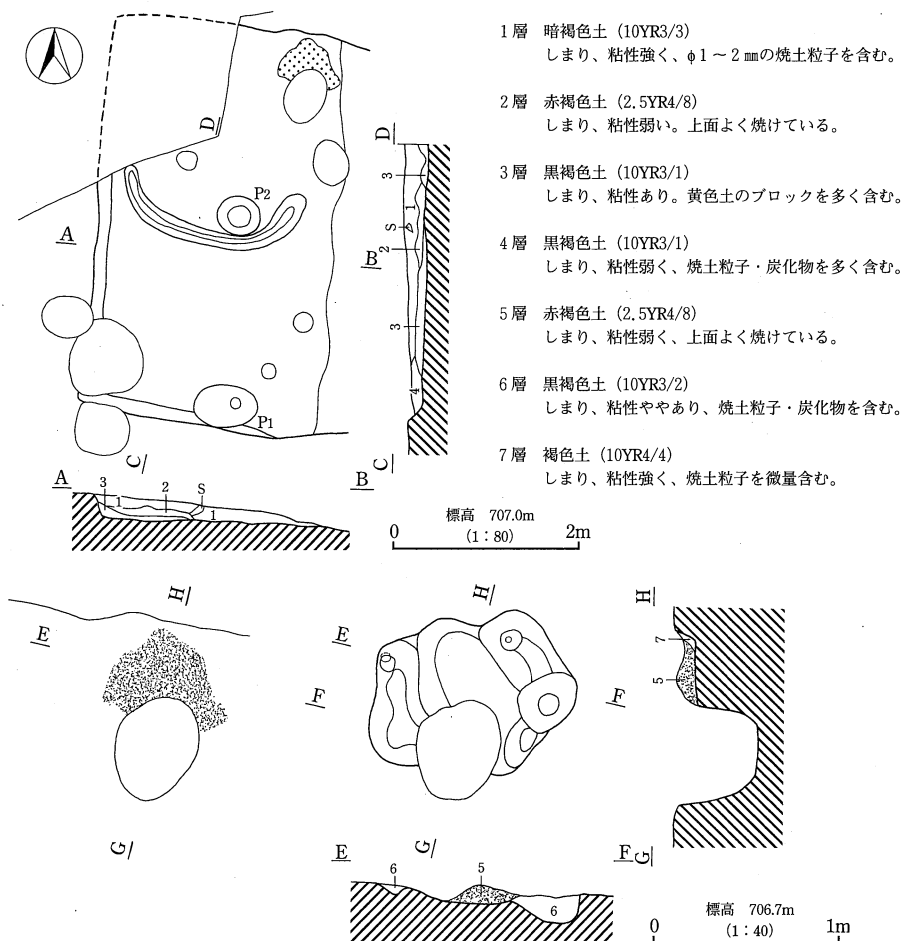 1層 暗褐色土（10YR3/3）
しまり、粘性強く、φ1～2㎜の焼土粒子を含む。
2層 赤褐色土（2.5YR4/8）
しまり、粘性弱い。上面よく焼けている。
3層 黒褐色土（10YR3/1）
しまり、粘性あり。黄色土のブロックを多く含む。
4層 黒褐色土（10YR3/1）
しまり、粘性弱く、焼土粒子・炭化物を多く含む。
5層 赤褐色土（2.5YR4/8）
しまり、粘性弱く、上面よく焼けている。
6層 黒褐色土（10YR3/2）
しまり、粘性ややあり、焼土粒子・炭化物を含む。
7層 褐色土（10YR4/4）
しまり、粘性強く、焼土粒子を微量含む。
D
D
P2
A
B
3
1
S
2
3
4
P1
C
C
A
B
3
1
2
S
1
標高 707.0m
0 （1：80） 2m
H
H
H
E
E
F
F
7
5
G
G
G
E
F
6
5
6
標高 706.7m
0 （1：40） 1m